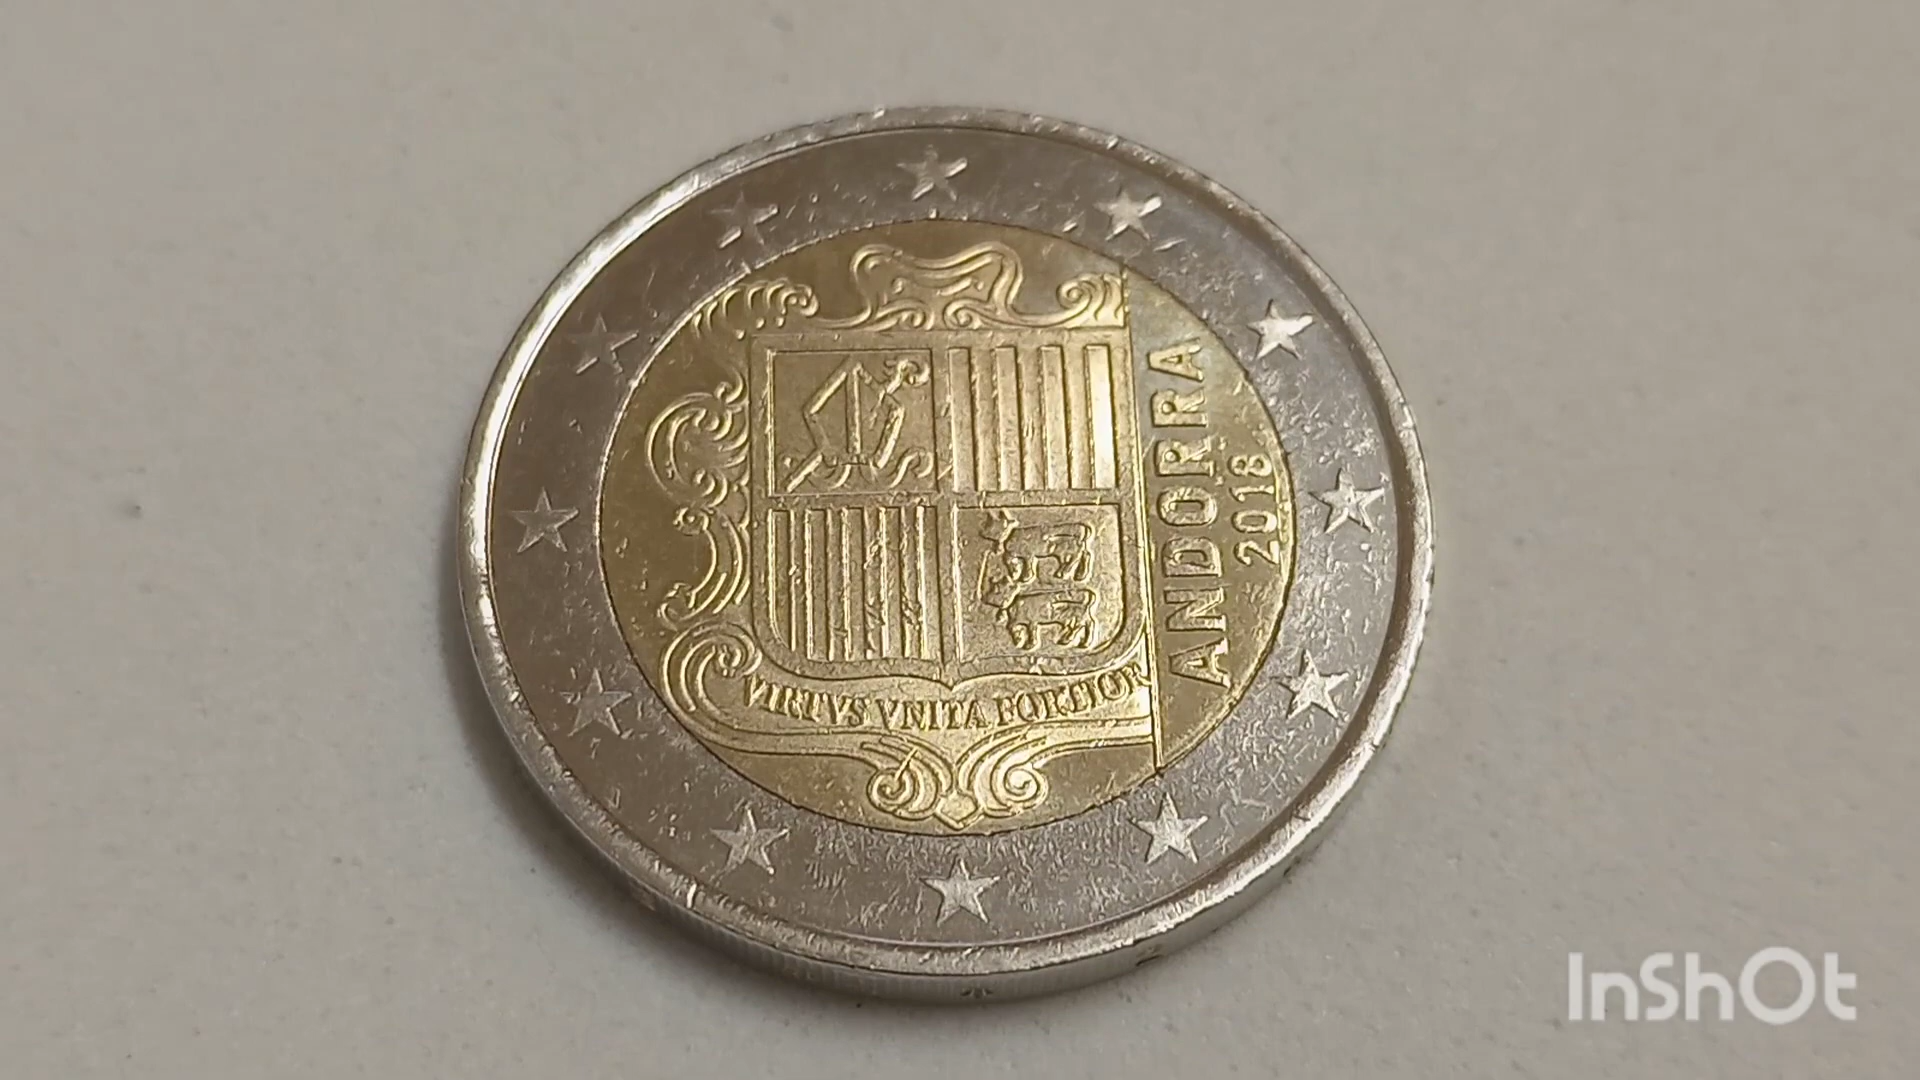 VIRTVS VNITA FORTIOR
ANDORRA
2018
InShOt